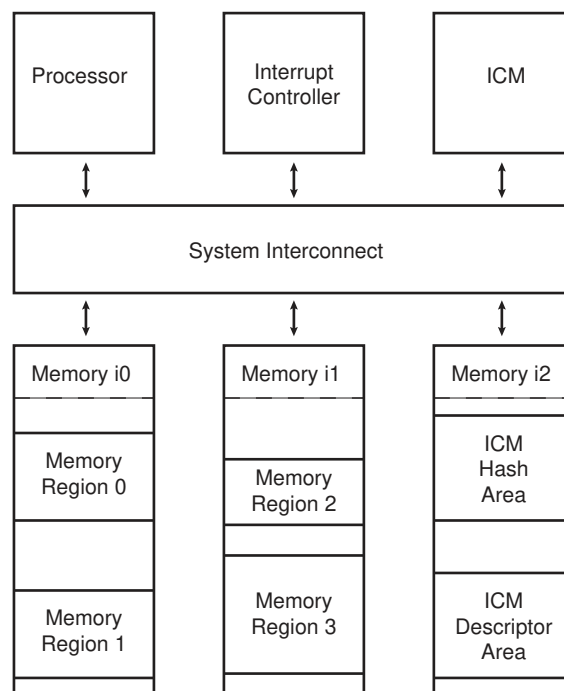 Processor
Interrupt
Controller
ICM
System Interconnect
Memory i0
Memory i1
Memory i2
Memory
Region 0
Memory
Region 2
ICM
Hash
Area
Memory
Region 1
Memory
Region 3
ICM
Descriptor
Area